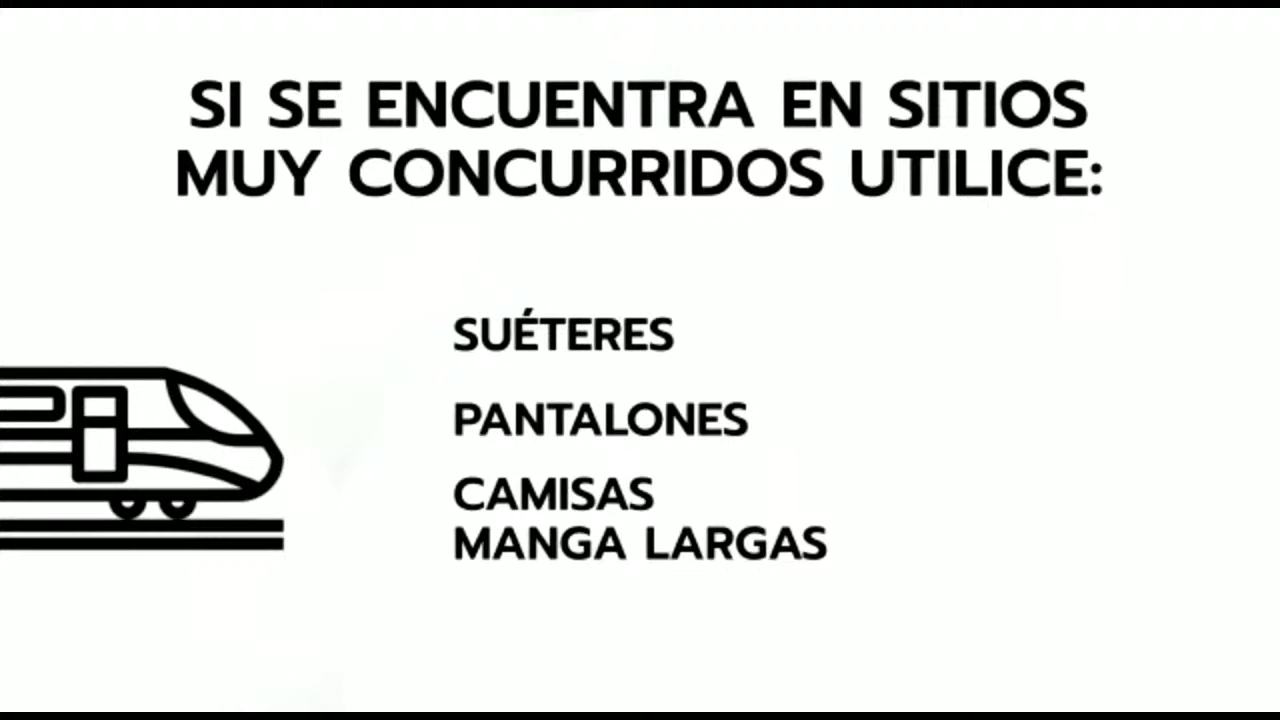 SI SE ENCUENTRA EN SITIOS
MUY CONCURRIDOS UTILICE:
SUÉTERES
PANTALONES
CAMISAS
MANGA LARGAS